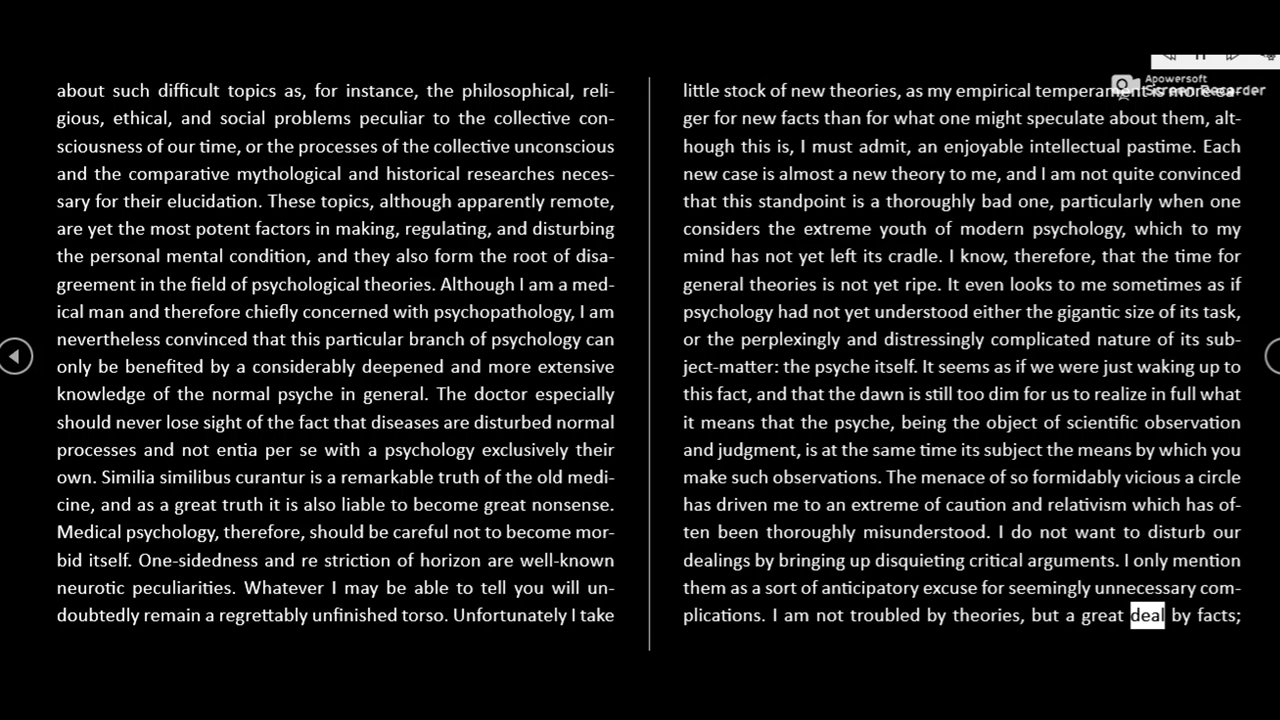 about such difficult topics as, for instance, the philosophical, reli-
gious, ethical, and social problems peculiar to the collective con-
sciousness of our time, or the processes of the collective unconscious
and the comparative mythological and historical researches neces-
sary for their elucidation. These topics, although apparently remote,
are yet the most potent factors in making, regulating, and disturbing
the personal mental condition, and they also form the root of disa-
greement in the field of psychological theories. Although I am a med-
ical man and therefore chiefly concerned with psychopathology, I am
nevertheless convinced that this particular branch of psychology can
only be benefited by a considerably deepened and more extensive
knowledge of the normal psyche in general. The doctor especially
should never lose sight of the fact that diseases are disturbed normal
processes and not entia per se with a psychology exclusively their
own. Similia similibus curantur is a remarkable truth of the old medi-
cine, and as a great truth it is also liable to become great nonsense.
Medical psychology, therefore, should be careful not to become mor-
bid itself. One-sidedness and re striction of horizon are well-known
neurotic peculiarities. Whatever I may be able to tell you will un-
doubtedly remain a regrettably unfinished torso. Unfortunately I take
little stock of new theories, as my empirical temperament is more ea-
ger for new facts than for what one might speculate about them, alt-
hough this is, I must admit, an enjoyable intellectual pastime. Each
new case is almost a new theory to me, and I am not quite convinced
that this standpoint is a thoroughly bad one, particularly when one
considers the extreme youth of modern psychology, which to my
mind has not yet left its cradle. I know, therefore, that the time for
general theories is not yet ripe. It even looks to me sometimes as if
psychology had not yet understood either the gigantic size of its task,
or the perplexingly and distressingly complicated nature of its sub-
ject-matter: the psyche itself. It seems as if we were just waking up to
this fact, and that the dawn is still too dim for us to realize in full what
it means that the psyche, being the object of scientific observation
and judgment, is at the same time its subject the means by which you
make such observations. The menace of so formidably vicious a circle
has driven me to an extreme of caution and relativism which has of-
ten been thoroughly misunderstood. I do not want to disturb our
dealings by bringing up disquieting critical arguments. I only mention
them as a sort of anticipatory excuse for seemingly unnecessary com-
plications. I am not troubled by theories, but a great deal by facts;
Apowersoft
Screen Recorder